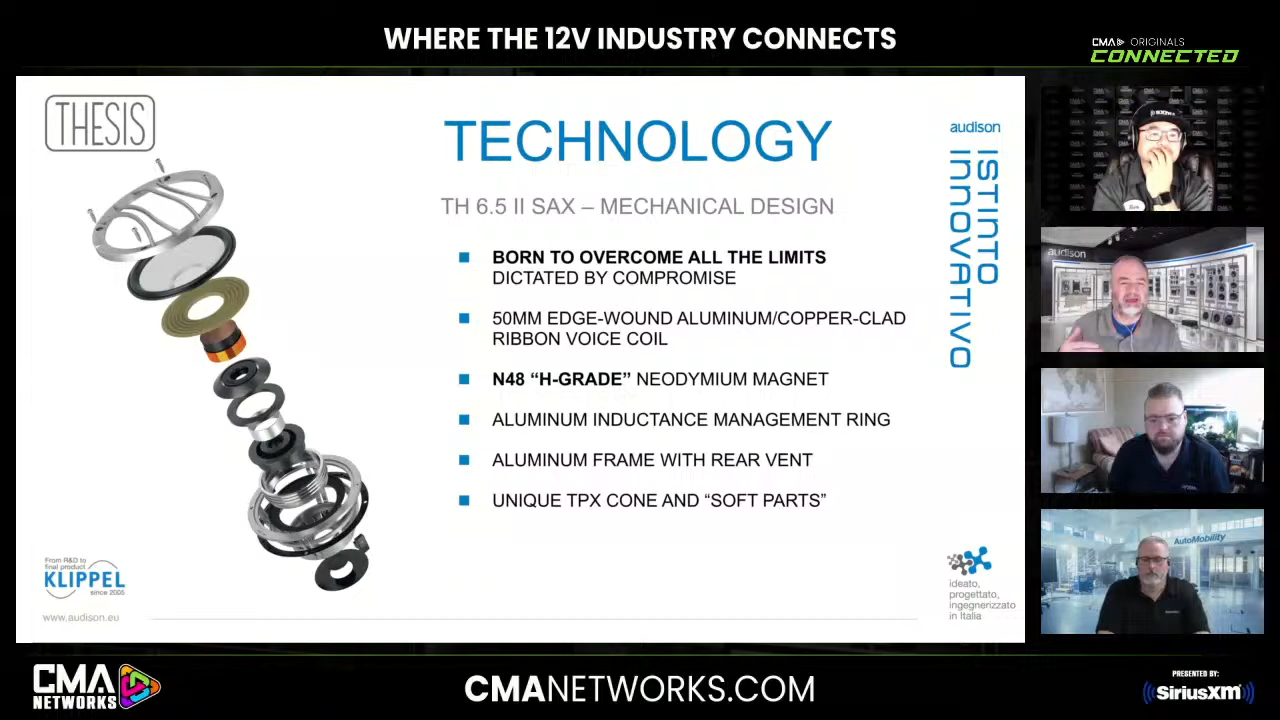 WHERE THE 12V INDUSTRY CONNECTS
CMA ORIGINALS
CONNECTED
THESIS
TECHNOLOGY
TH 6.5 II SAX – MECHANICAL DESIGN
BORN TO OVERCOME ALL THE LIMITS
DICTATED BY COMPROMISE
50MM EDGE-WOUND ALUMINUM/COPPER-CLAD
RIBBON VOICE COIL
N48 “H-GRADE” NEODYMIUM MAGNET
ALUMINUM INDUCTANCE MANAGEMENT RING
ALUMINUM FRAME WITH REAR VENT
UNIQUE TPX CONE AND “SOFT PARTS”
audison
ISTINTO
INNOVATIVO
From R&D to
final product
KLIPPEL
since 2005
www.audison.eu
ideato,
progettato,
ingegnerizzato
in Italia
audison
AutoMobility
CMA
NETWORKS
CMANETWORKS.COM
PRESENTED BY:
SiriusXM